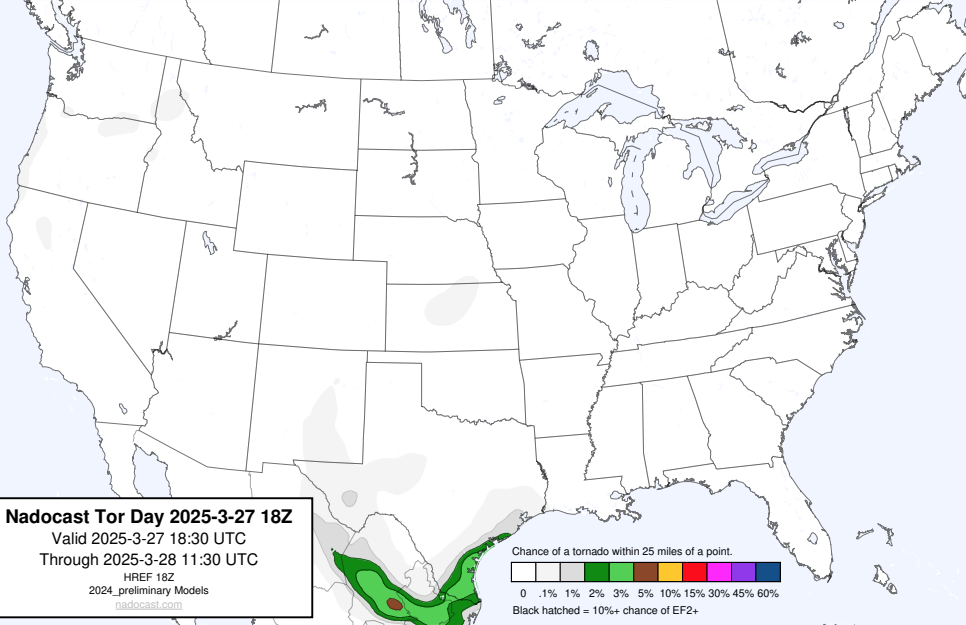 Nadocast Tor Day 2025-3-27 18Z
Valid 2025-3-27 18:30 UTC
Through 2025-3-28 11:30 UTC
HREF 18Z
2024_preliminary Models
nadocast.com
Chance of a tornado within 25 miles of a point.
0 .1% 1% 2% 3% 5% 10% 15% 30% 45% 60%
Black hatched = 10%+ chance of EF2+